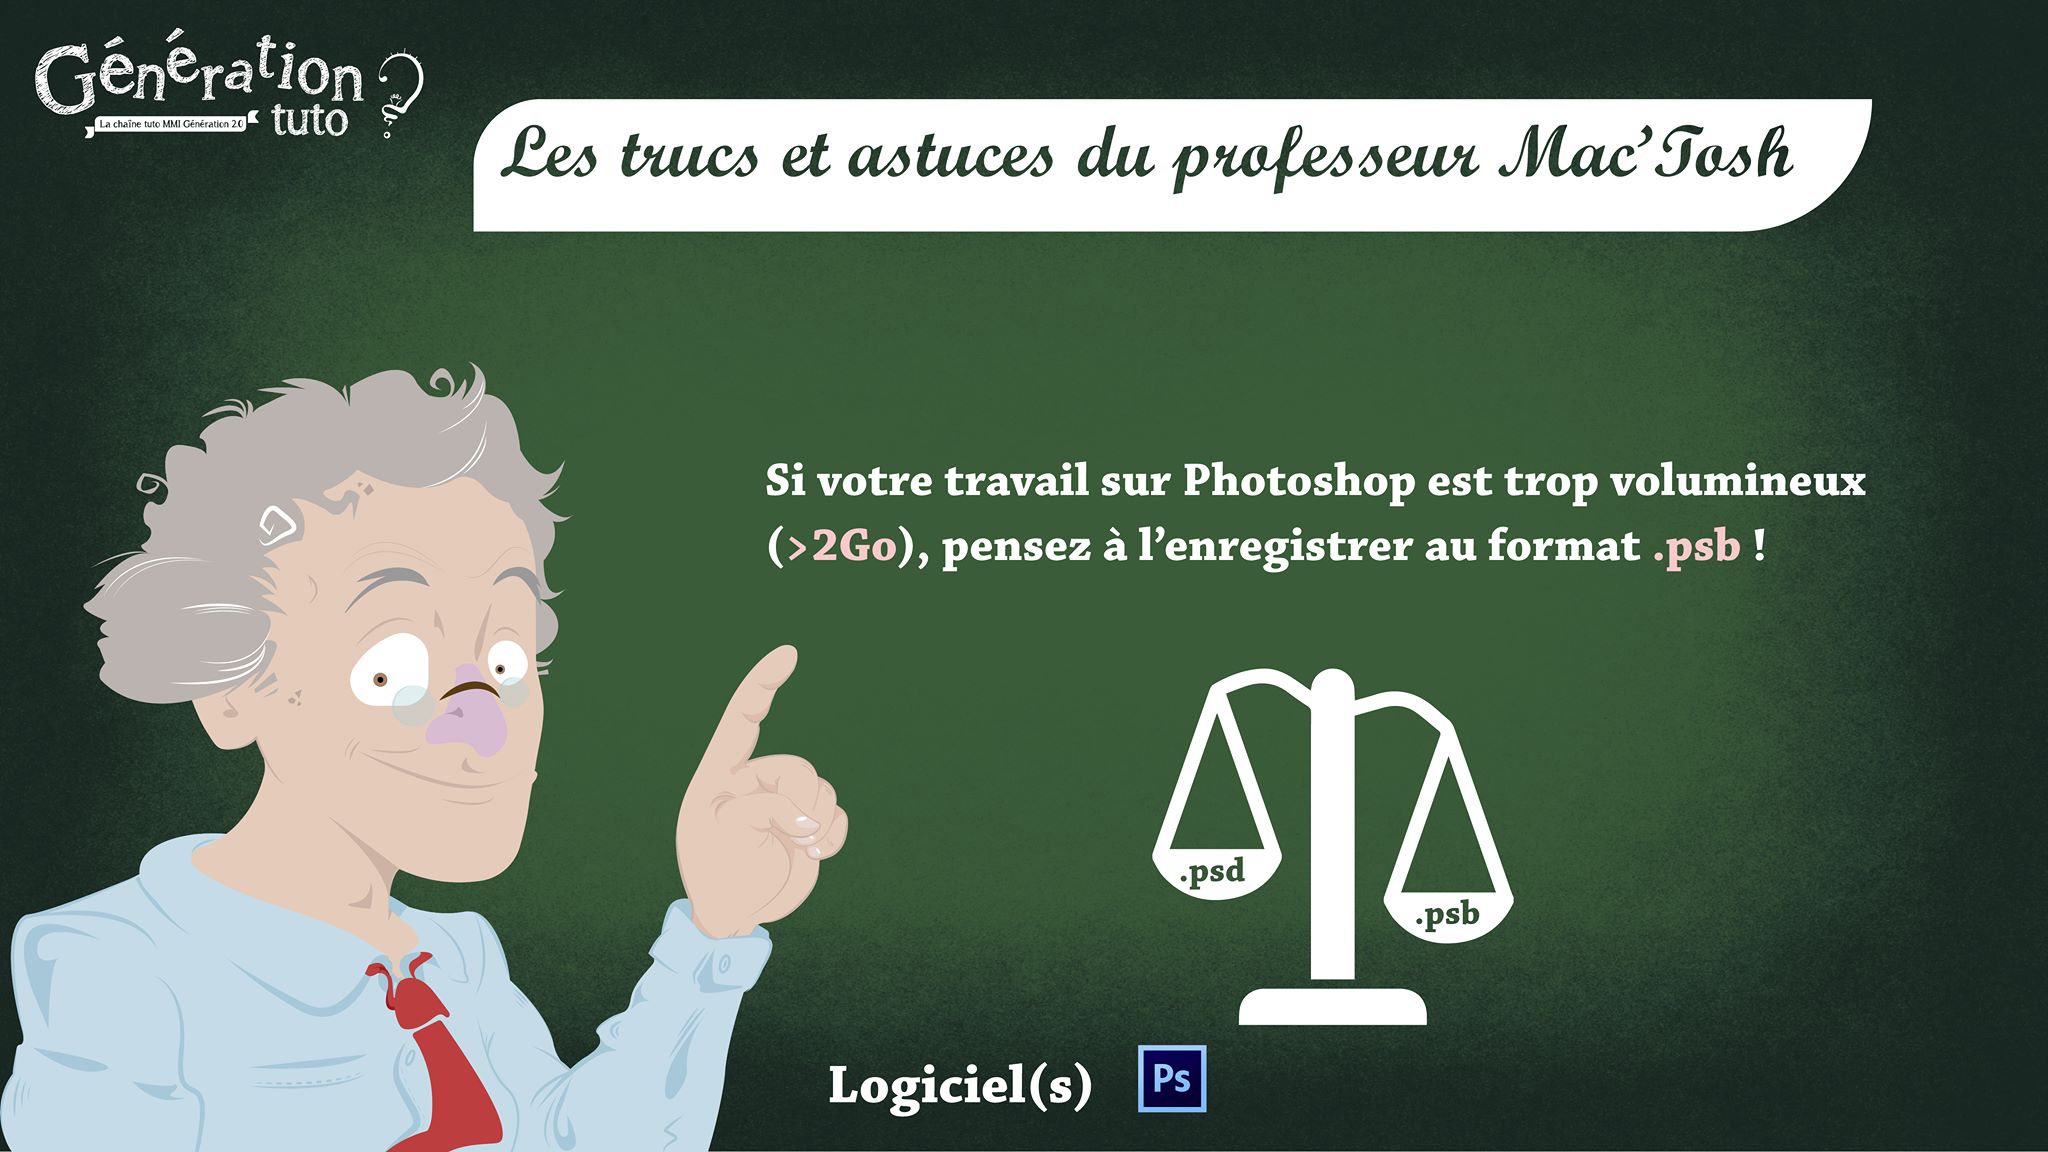 Génération
tuto
La chaîne tuto MMI Génération 2.0
Les trucs et astuces du professeur Mac’Tosh
Si votre travail sur Photoshop est trop volumineux
(>2Go), pensez à l’enregistrer au format .psb !
.psd
.psb
Logiciel(s)
Ps